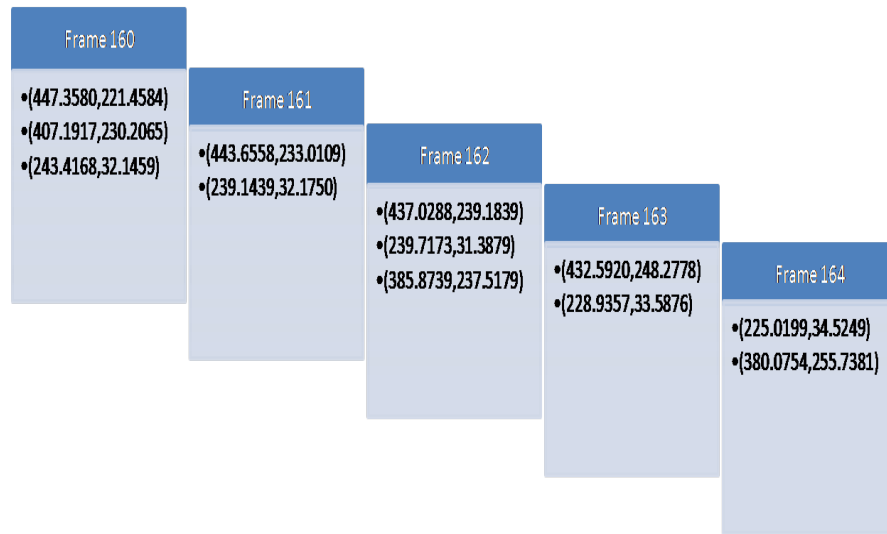 Frame 160
•(447.3580,221.4584)
•(407.1917,230.2065)
•(243.4168,32.1459)
Frame 161
•(443.6558,233.0109)
•(239.1439,32.1750)
Frame 162
•(437.0288,239.1839)
•(239.7173,31.3879)
•(385.8739,237.5179)
Frame 163
•(432.5920,248.2778)
•(228.9357,33.5876)
Frame 164
•(225.0199,34.5249)
•(380.0754,255.7381)